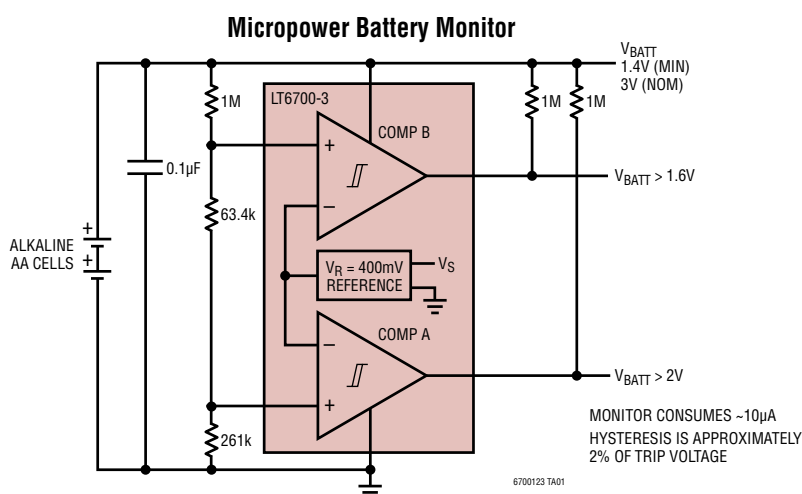 Micropower Battery Monitor
VBATT
1.4V (MIN)
3V (NOM)
LT6700-3
1M
1M
1M
COMP B
+
–
0.1µF
63.4k
VBATT > 1.6V
+
+
ALKALINE
AA CELLS
VR = 400mV
REFERENCE
VS
COMP A
–
+
VBATT > 2V
261k
MONITOR CONSUMES ~10µA
HYSTERESIS IS APPROXIMATELY
2% OF TRIP VOLTAGE
6700123 TA01